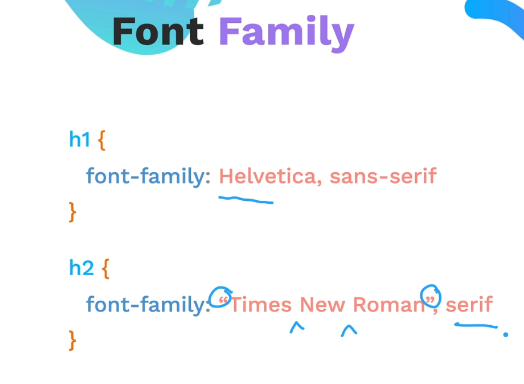 Font Family
h1 {
font-family: Helvetica, sans-serif
}
h2 {
font-family: “Times New Roman”, serif
}